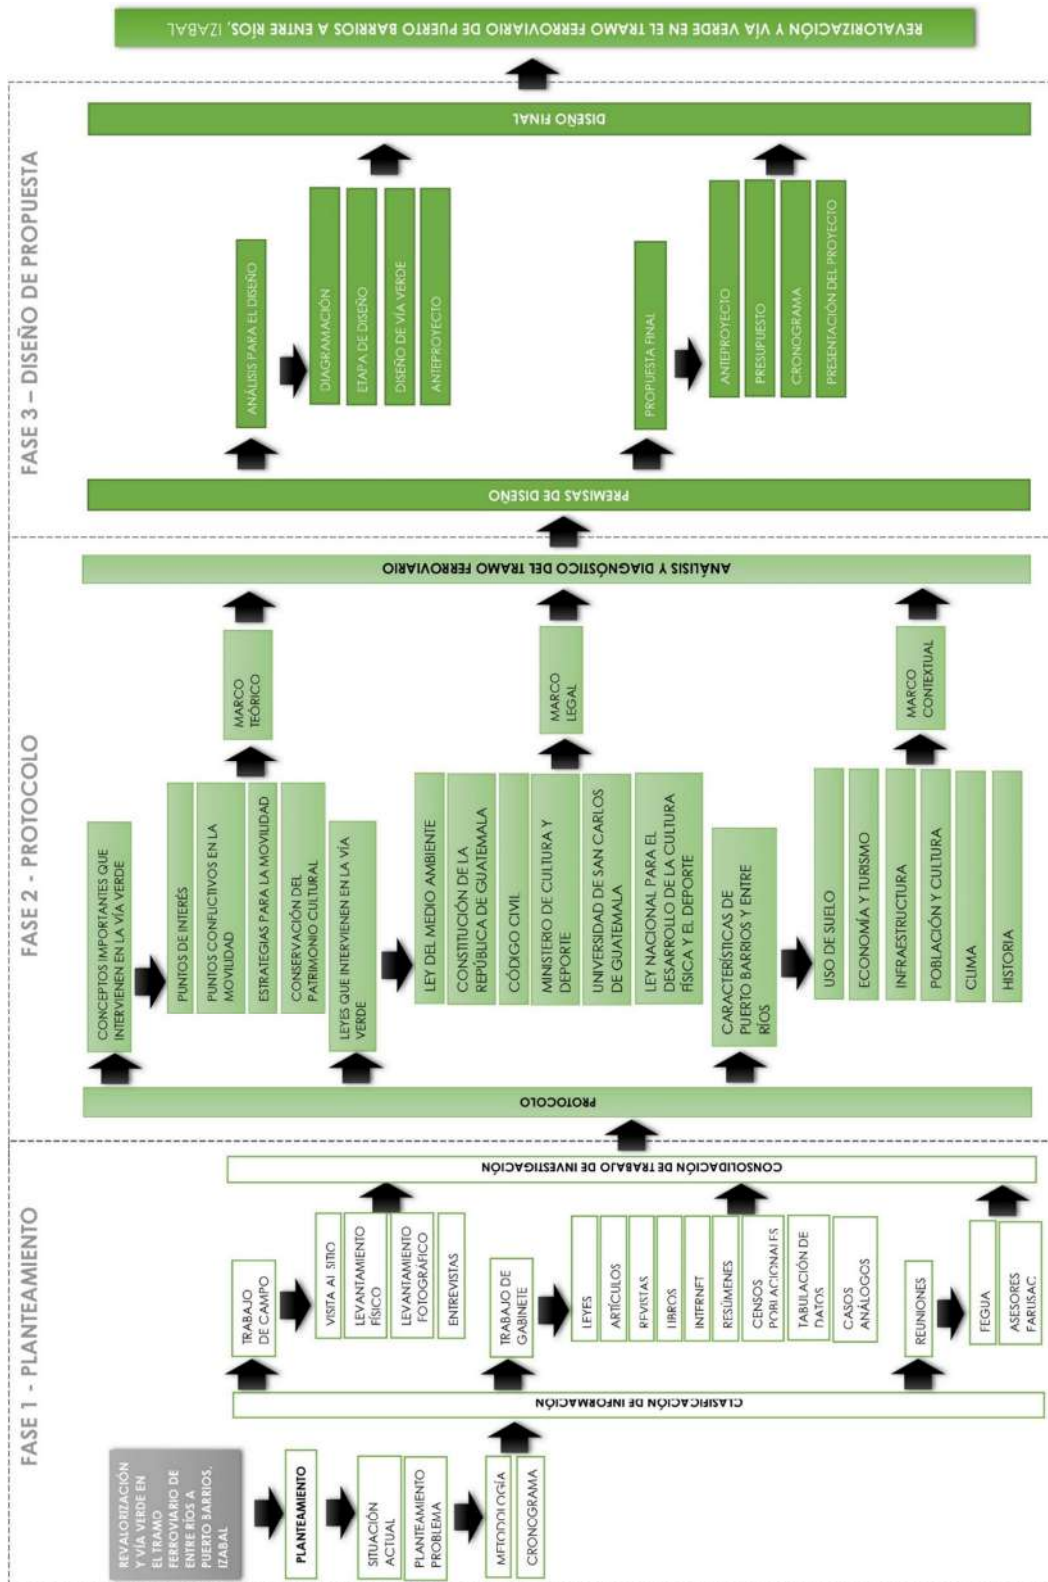 FASE 1 - PLANTEAMIENTO
REVALORIZACIÓN
Y VÍA VERDE EN
EL TRAMO
FERROVIARIO DE
ENTRE RÍOS A
PUERTO BARRIOS,
IZABAL
PLANTEAMIENTO
SITUACIÓN
ACTUAL
PLANTEAMIENTO
PROBLEMA
METODOLOGÍA
CRONOGRAMA
CLASIFICACIÓN DE INFORMACIÓN
TRABAJO
DE CAMPO
VISITA AL SITIO
LEVANTAMIENTO
FÍSICO
LEVANTAMIENTO
FOTOGRÁFICO
ENTREVISTAS
TRABAJO DE
GABINETE
LEYES
ARTÍCULOS
REVISTAS
LIBROS
INTERNET
RESÚMENES
CENSOS
POBLACIONALES
TABULACIÓN DE
DATOS
CASOS
ANÁLOGOS
REUNIONES
FEGUA
ASESORES
FARUSAC
CONSOLIDACIÓN DE TRABAJO DE INVESTIGACIÓN
FASE 2 - PROTOCOLO
PROTOCOLO
CONCEPTOS IMPORTANTES QUE
INTERVIENEN EN LA VÍA VERDE
PUNTOS DE INTERÉS
PUNTOS CONFLICTIVOS EN LA
MOVILIDAD
ESTRATEGIAS PARA LA MOVILIDAD
CONSERVACIÓN DEL
PATRIMONIO CULTURAL
MARCO
TEÓRICO
LEYES QUE INTERVIENEN EN LA VÍA
VERDE
LEY DEL MEDIO AMBIENTE
CONSTITUCIÓN DE LA
REPÚBLICA DE GUATEMALA
CÓDIGO CIVIL
MINISTERIO DE CULTURA Y
DEPORTE
UNIVERSIDAD DE SAN CARLOS
DE GUATEMALA
LEY NACIONAL PARA EL
DESARROLLO DE LA CULTURA
FÍSICA Y EL DEPORTE
MARCO
LEGAL
CARACTERÍSTICAS DE
PUERTO BARRIOS Y ENTRE
RÍOS
USO DE SUELO
ECONOMÍA Y TURISMO
INFRAESTRUCTURA
POBLACIÓN Y CULTURA
CLIMA
HISTORIA
MARCO
CONTEXTUAL
ANÁLISIS Y DIAGNÓSTICO DEL TRAMO FERROVIARIO
FASE 3 – DISEÑO DE PROPUESTA
PREMISAS DE DISEÑO
ANÁLISIS PARA EL DISEÑO
DIAGRAMACIÓN
ETAPA DE DISEÑO
DISEÑO DE VÍA VERDE
ANTEPROYECTO
PROPUESTA FINAL
ANTEPROYECTO
PRESUPUESTO
CRONOGRAMA
PRESENTACIÓN DEL PROYECTO
DISEÑO FINAL
REVALORIZACIÓN Y VÍA VERDE EN EL TRAMO FERROVIARIO DE PUERTO BARRIOS A ENTRE RÍOS, IZABAL